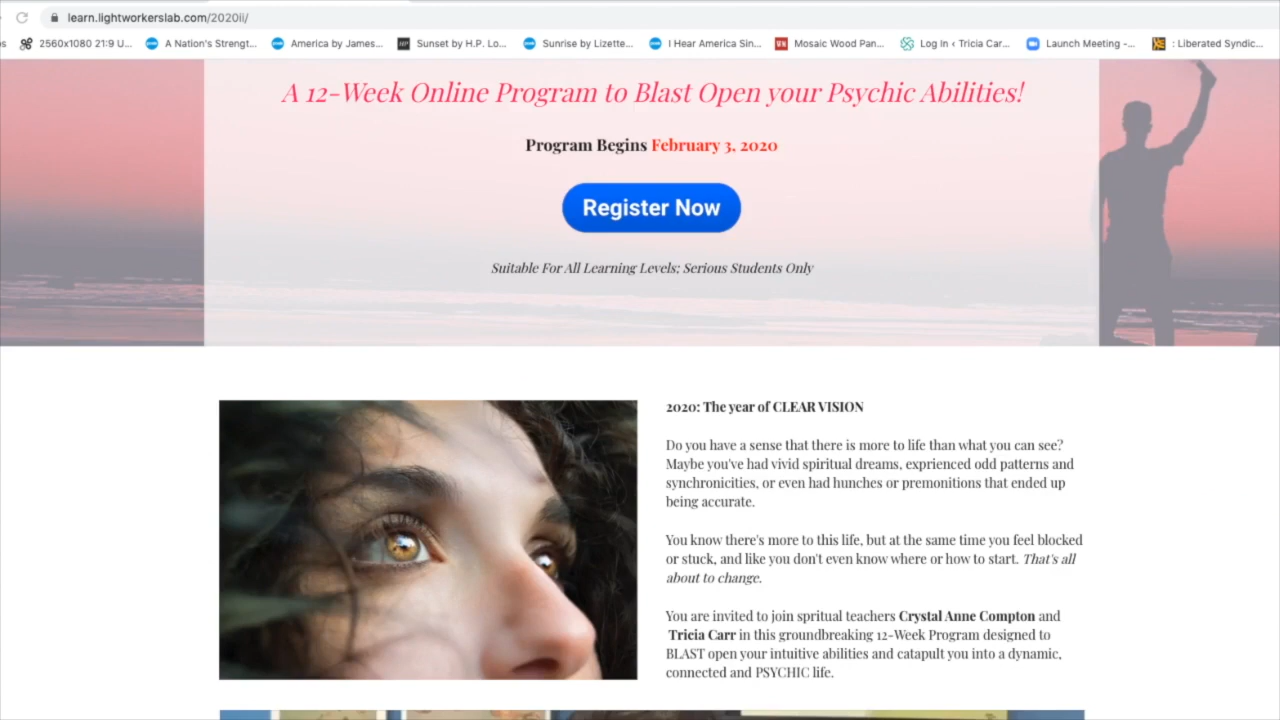 learn.lightworkerslab.com/2020ii/
os 2560x1080 21:9 U... A Nation's Strengt... America by James... Sunset by H.P. Lo... Sunrise by Lizette... I Hear America Sin... Mosaic Wood Pan... Log In ‹ Tricia Car... Launch Meeting -... : Liberated Syndic...
A 12-Week Online Program to Blast Open your Psychic Abilities!
Program Begins February 3, 2020
Register Now
Suitable For All Learning Levels; Serious Students Only
2020: The year of CLEAR VISION
Do you have a sense that there is more to life than what you can see?
Maybe you've had vivid spiritual dreams, exprienced odd patterns and
synchronicities, or even had hunches or premonitions that ended up
being accurate.
You know there's more to this life, but at the same time you feel blocked
or stuck, and like you don't even know where or how to start. That's all
about to change.
You are invited to join spritual teachers Crystal Anne Compton and
Tricia Carr in this groundbreaking 12-Week Program designed to
BLAST open your intuitive abilities and catapult you into a dynamic,
connected and PSYCHIC life.